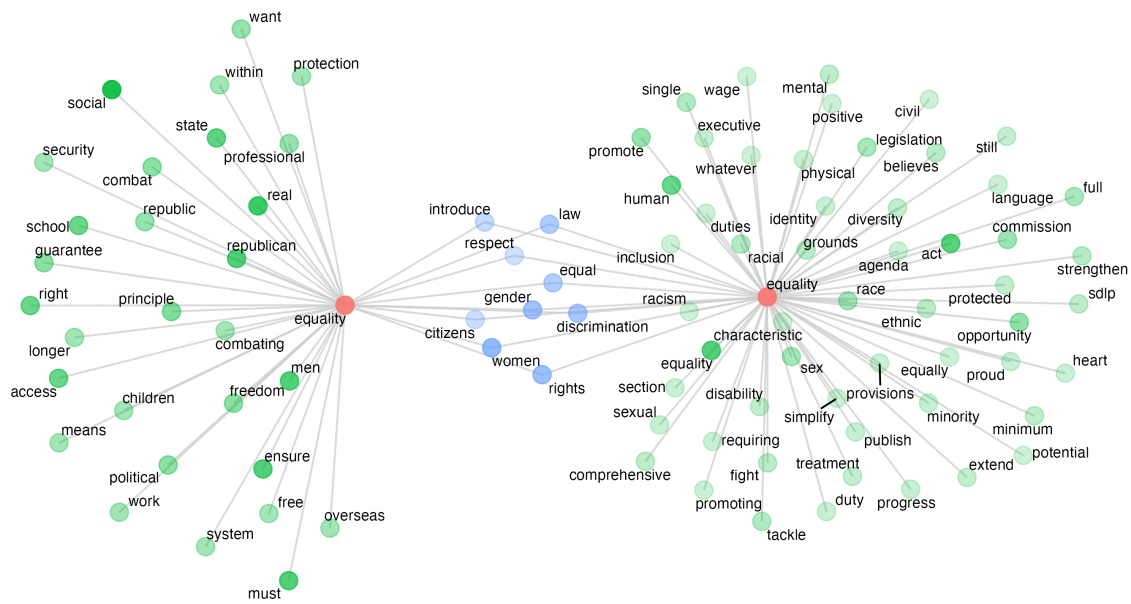 want
within
protection
social
state
professional
security
combat
real
republic
school
republican
guarantee
right
principle
equality
longer
combating
access
men
freedom
children
means
political
ensure
work
free
overseas
system
must
introduce
law
respect
equal
gender
citizens
discrimination
women
rights
single
wage
mental
positive
civil
executive
promote
legislation
still
whatever
physical
believes
human
language
full
duties
identity
diversity
commission
inclusion
racial
grounds
agenda
act
strengthen
equality
racism
race
protected
sdlp
ethnic
opportunity
characteristic
equality
sex
equally
proud
heart
section
disability
simplify
provisions
minority
minimum
sexual
requiring
publish
potential
comprehensive
fight
treatment
extend
promoting
duty
progress
tackle